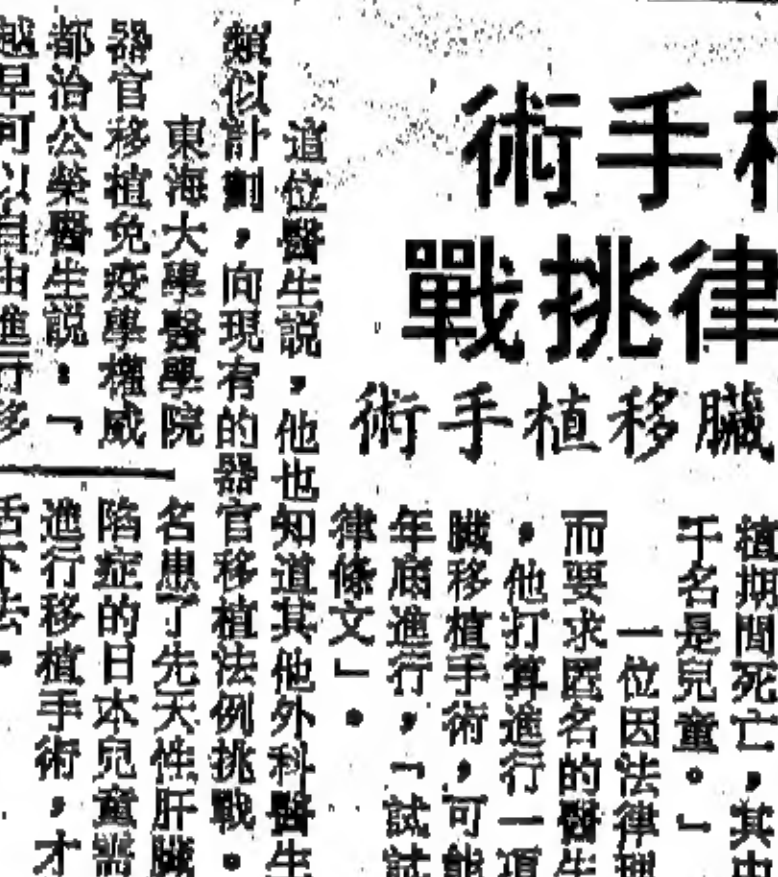 手術
律挑戰
臟移植手術
植期間死亡，其中
千名是兒童。」
一位因法律理
而要求匿名的醫生
，他打算進行一項
臟移植手術，可能
年底進行，「試試
律條文」。
這位醫生說，他也知道其他外科醫生
類似計劃，向現有的器官移植法例挑戰。
東海大學醫學院
器官移植免疫學權威
都治公榮醫生說：「
越早可以自由進行移
名患了先天性肝臟
陷症的日本兒童需
進行移植手術，才
去。